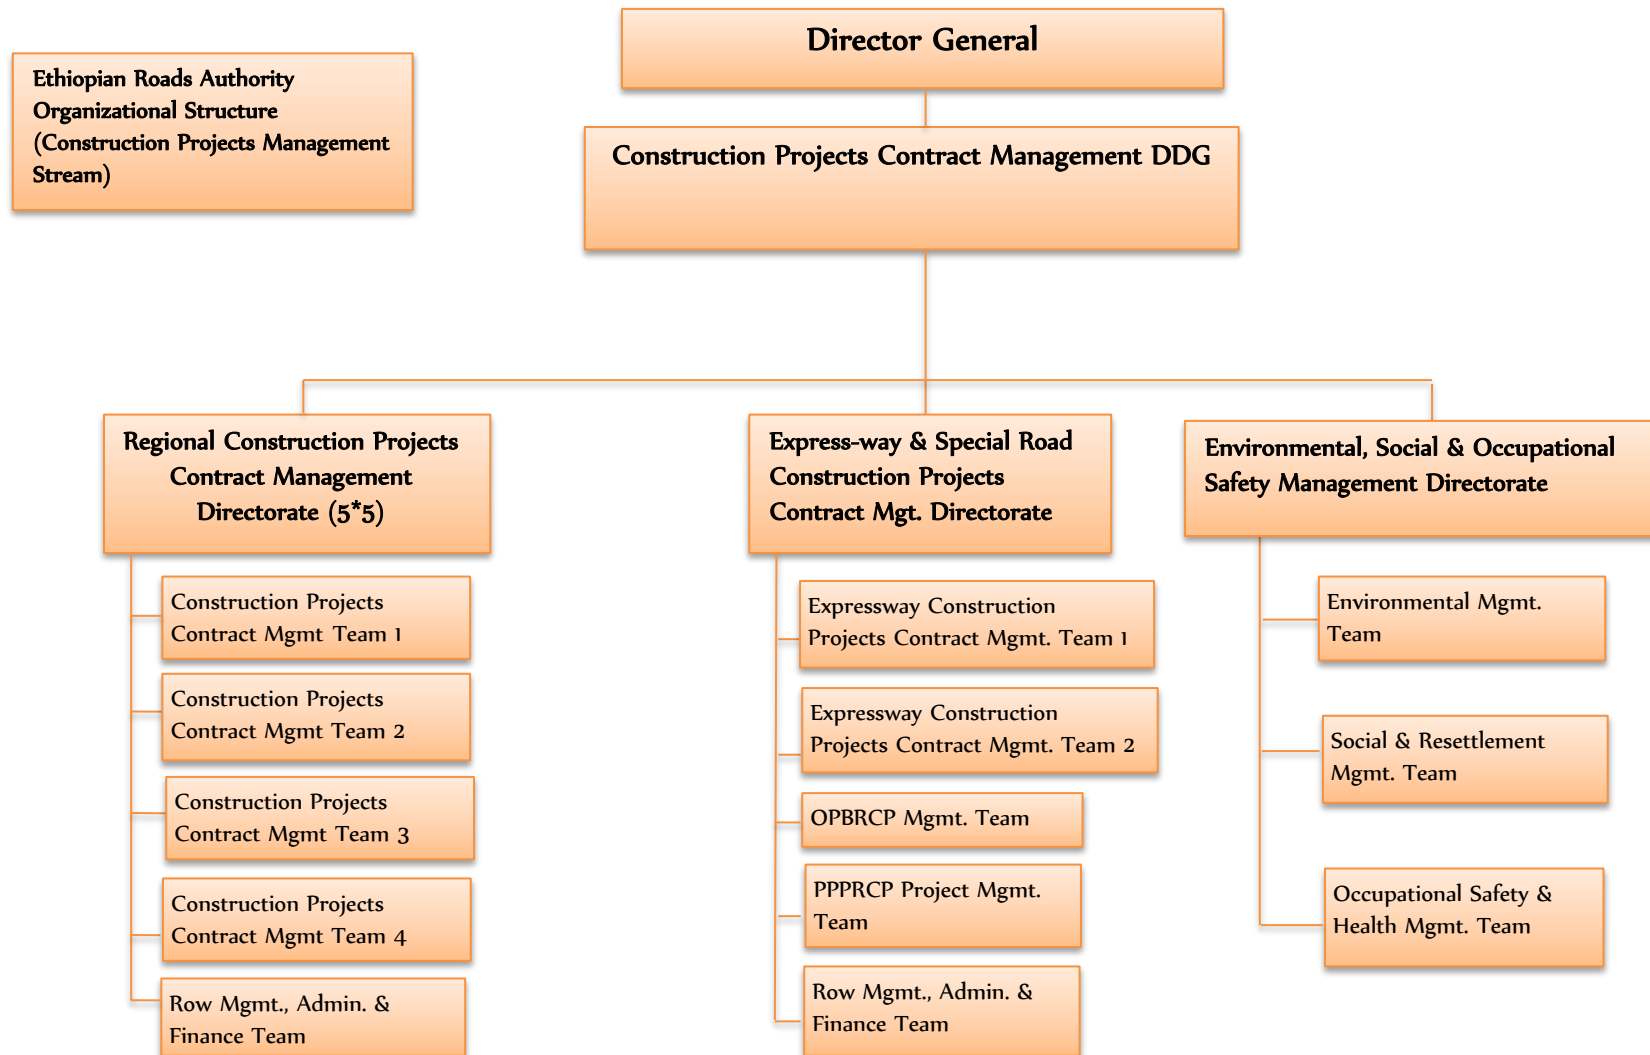 Director General
Ethiopian Roads Authority
Organizational Structure
(Construction Projects Management
Stream)
Construction Projects Contract Management DDG
Regional Construction Projects
Contract Management
Directorate (5*5)
Construction Projects
Contract Mgmt Team 1
Construction Projects
Contract Mgmt Team 2
Construction Projects
Contract Mgmt Team 3
Construction Projects
Contract Mgmt Team 4
Row Mgmt., Admin. &
Finance Team
Express-way & Special Road
Construction Projects
Contract Mgt. Directorate
Expressway Construction
Projects Contract Mgmt. Team 1
Expressway Construction
Projects Contract Mgmt. Team 2
OPBRCP Mgmt. Team
PPPRCP Project Mgmt.
Team
Row Mgmt., Admin. &
Finance Team
Environmental, Social & Occupational
Safety Management Directorate
Environmental Mgmt.
Team
Social & Resettlement
Mgmt. Team
Occupational Safety &
Health Mgmt. Team